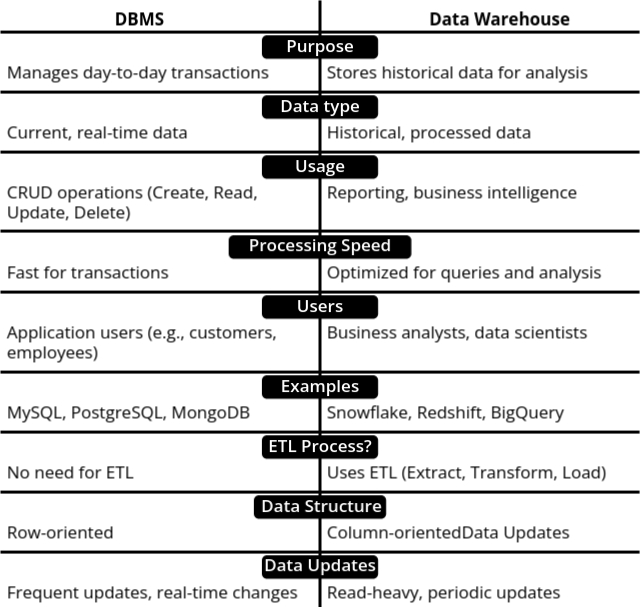 DBMS
Data Warehouse
Purpose
Manages day-to-day transactions
Stores historical data for analysis
Data type
Current, real-time data
Historical, processed data
Usage
CRUD operations (Create, Read,
Update, Delete)
Reporting, business intelligence
Processing Speed
Fast for transactions
Optimized for queries and analysis
Users
Application users (e.g., customers,
employees)
Business analysts, data scientists
Examples
MySQL, PostgreSQL, MongoDB
Snowflake, Redshift, BigQuery
ETL Process?
No need for ETL
Uses ETL (Extract, Transform, Load)
Data Structure
Row-oriented
Column-orientedData Updates
Data Updates
Frequent updates, real-time changes
Read-heavy, periodic updates